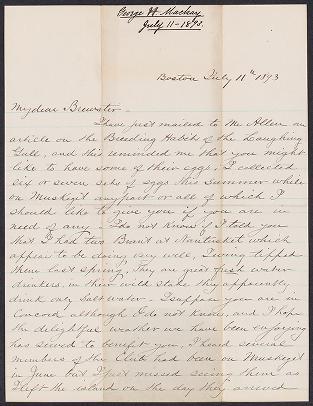 George H. Mackay
July 11-1893.
Boston July 11th 1893
My dear Brewster -
I have just mailed to Mr Allen an
article on the Breeding Habits of the Laughing
Gull, and this reminded me that you might
like to have some of their eggs, I collected
six or seven sets of eggs this summer while
on Muskeget any part or all of which I
should like to give you if you are in
need of any. I do not know if I told you
that I had two Brant at Nantucket which
appear to be doing very well, I wing tipped
them last spring, They are great fresh water
drinkers, in their wild state they apparently
drink only Salt water. I suppose you are in
Concord although I do not know, and I hope
the delightful weather we have been enjoying
has served to benefit you, I heard several
members of the Club had been on Muskeget
in June but I just missed seeing them as
I left the island on the day they arrived